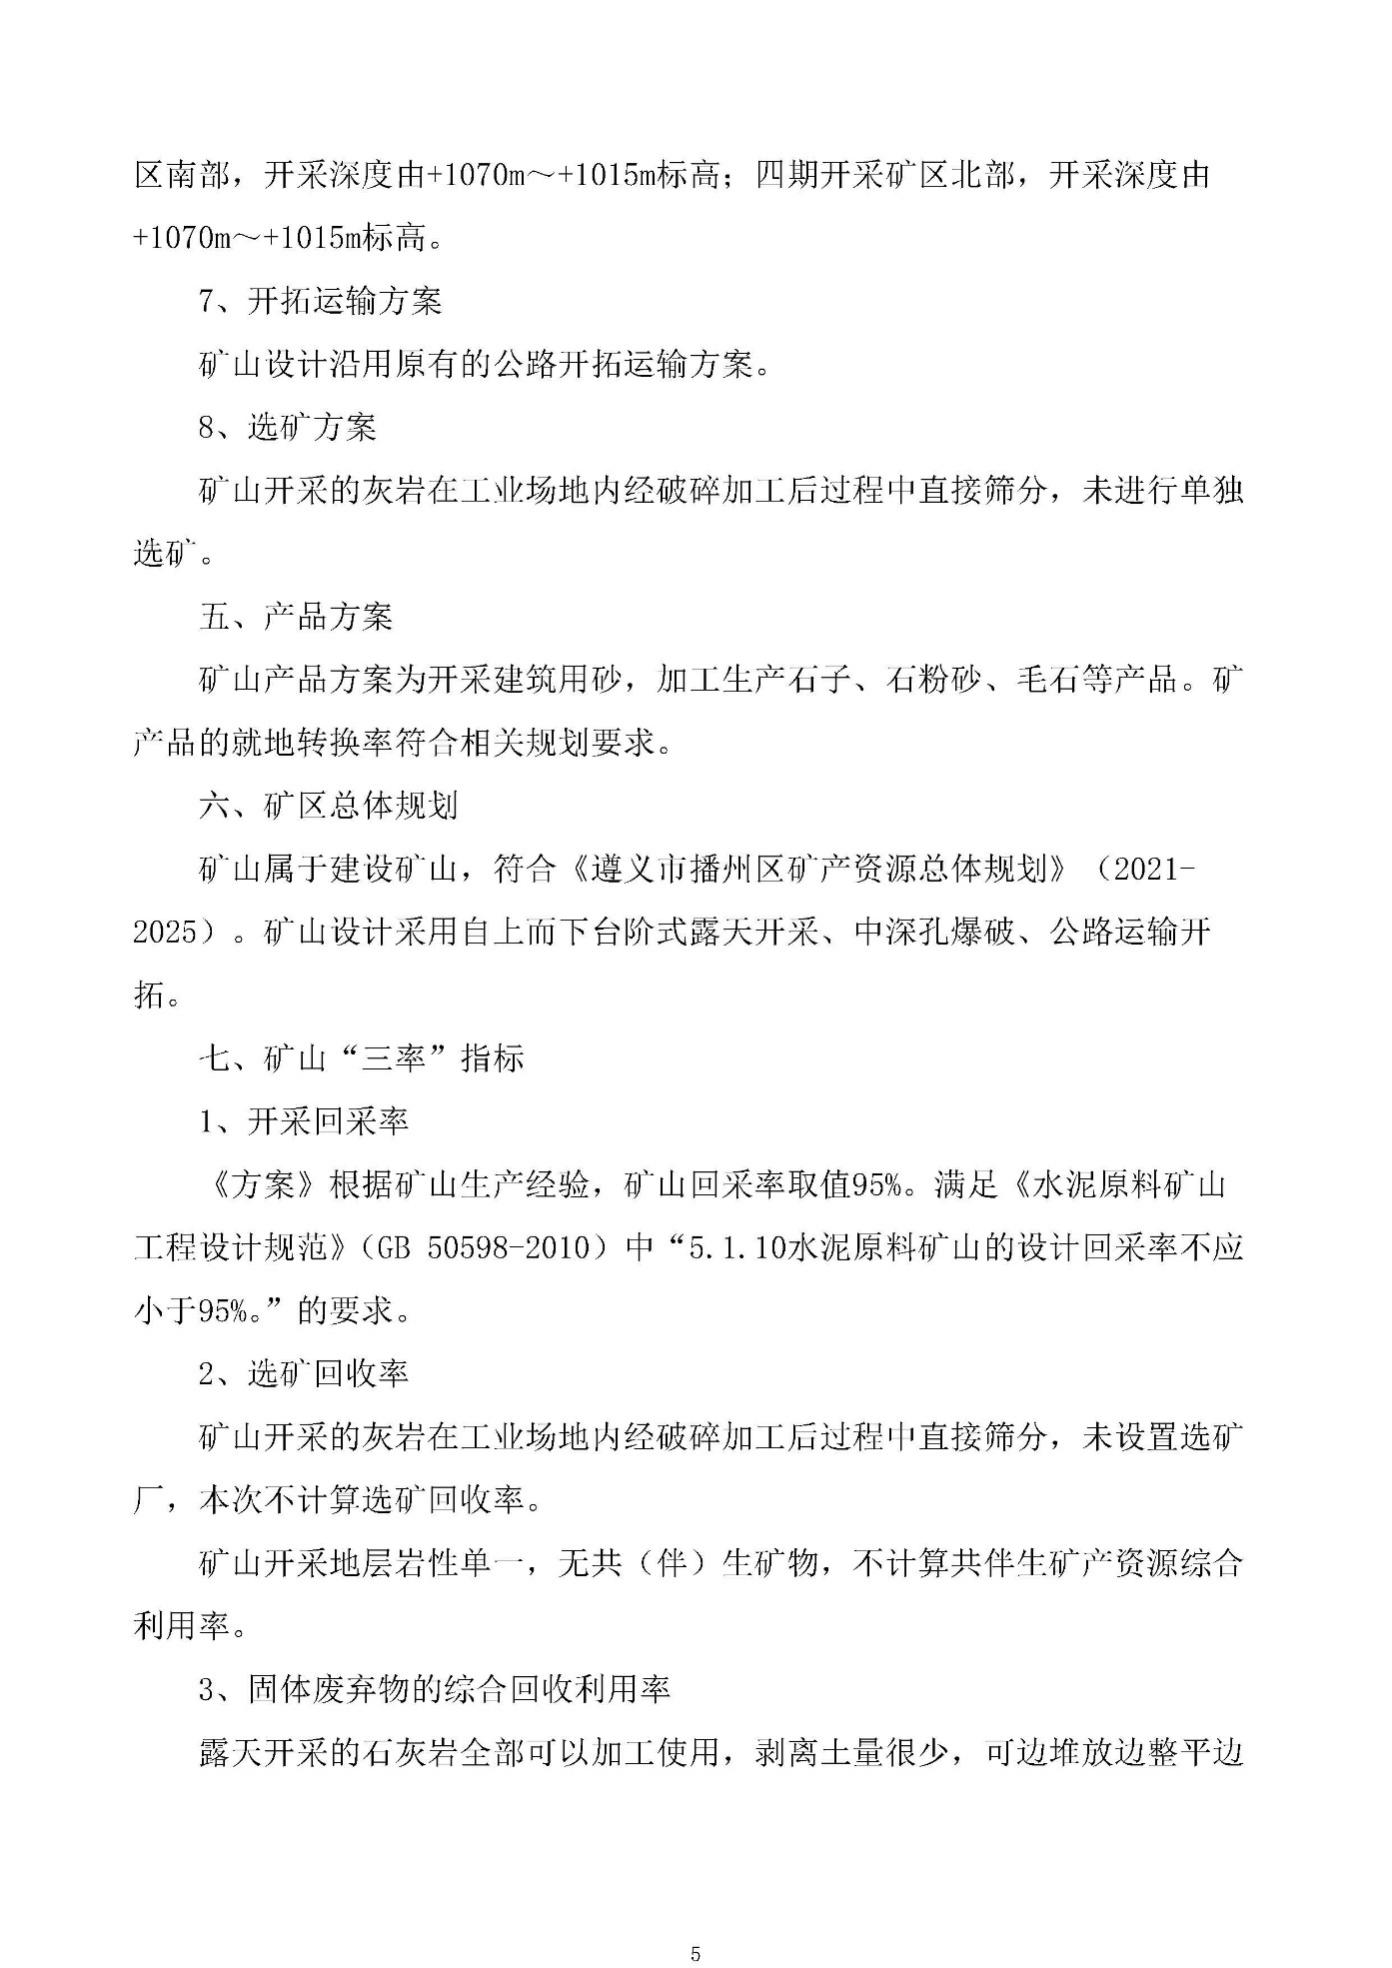 区南部，开采深度由+1070m～+1015m标高；四期开采矿区北部，开采深度由
+1070m～+1015m标高。
7、开拓运输方案
矿山设计沿用原有的公路开拓运输方案。
8、选矿方案
矿山开采的灰岩在工业场地内经破碎加工后过程中直接筛分，未进行单独
选矿。
五、产品方案
矿山产品方案为开采建筑用砂，加工生产石子、石粉砂、毛石等产品。矿
产品的就地转换率符合相关规划要求。
六、矿区总体规划
矿山属于建设矿山，符合《遵义市播州区矿产资源总体规划》（2021-
2025）。矿山设计采用自上而下台阶式露天开采、中深孔爆破、公路运输开
拓。
七、矿山“三率”指标
1、开采回采率
《方案》根据矿山生产经验，矿山回采率取值95%。满足《水泥原料矿山
工程设计规范》（GB 50598-2010）中“5.1.10水泥原料矿山的设计回采率不应
小于95%。”的要求。
2、选矿回收率
矿山开采的灰岩在工业场地内经破碎加工后过程中直接筛分，未设置选矿
厂，本次不计算选矿回收率。
矿山开采地层岩性单一，无共（伴）生矿物，不计算共伴生矿产资源综合
利用率。
3、固体废弃物的综合回收利用率
露天开采的石灰岩全部可以加工使用，剥离土量很少，可边堆放边整平边
5